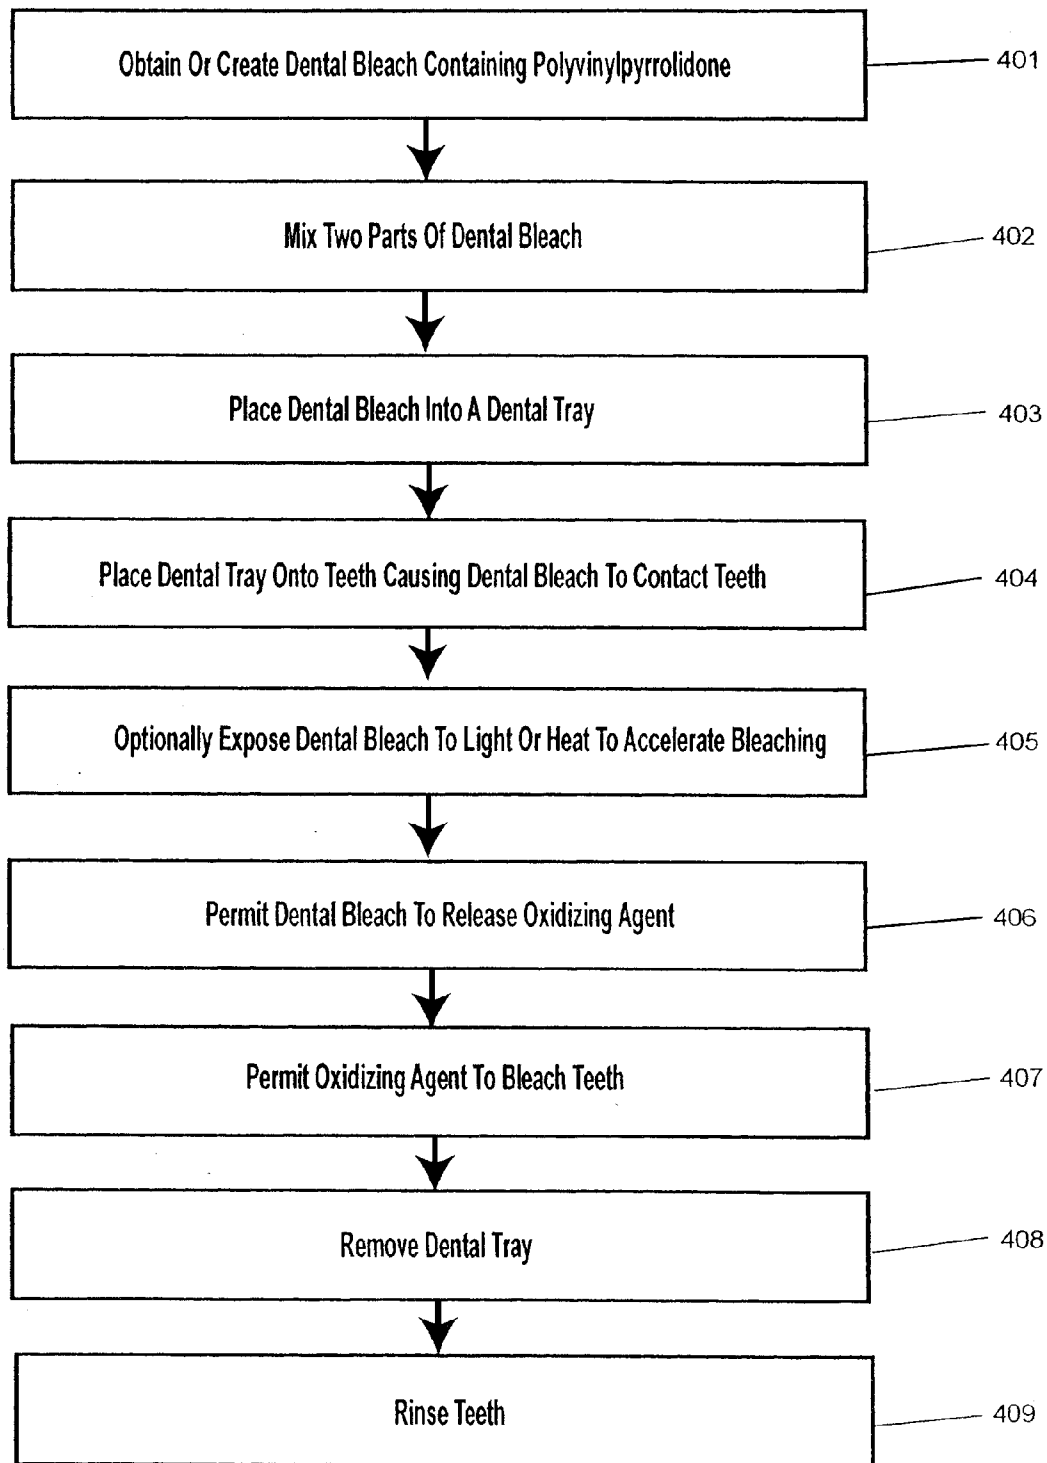 Obtain Or Create Dental Bleach Containing Polyvinylpyrrolidone
401
Mix Two Parts Of Dental Bleach
402
Place Dental Bleach Into A Dental Tray
403
Place Dental Tray Onto Teeth Causing Dental Bleach To Contact Teeth
404
Optionally Expose Dental Bleach To Light Or Heat To Accelerate Bleaching
405
Permit Dental Bleach To Release Oxidizing Agent
406
Permit Oxidizing Agent To Bleach Teeth
407
Remove Dental Tray
408
Rinse Teeth
409